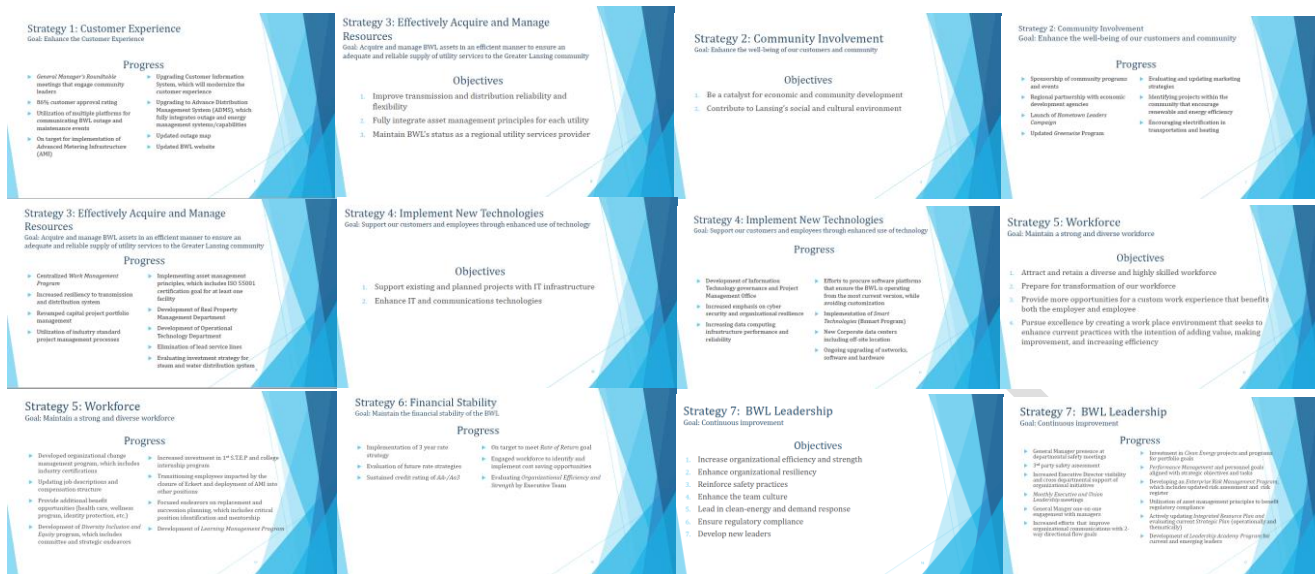 Strategy 1: Customer Experience
Goal: Enhance the Customer Experience
Progress
General Manager's Roundtable
meetings that engage community
leaders
86% customer approval rating
Utilization of multiple platforms for
communicating BWL outage and
maintenance events
On target for implementation of
Advanced Metering Infrastructure
(AMI)
Upgrading Customer Information
System, which will modernize the
customer experience
Upgrading to Advance Distribution
Management System (ADMS), which
fully integrates outage and energy
management systems/capabilities
Updated outage map
Updated BWL website
Strategy 3: Effectively Acquire and Manage
Resources
Goal: Acquire and manage BWL assets in an efficient manner to ensure an
adequate and reliable supply of utility services to the Greater Lansing community
Objectives
1. Improve transmission and distribution reliability and
flexibility
2. Fully integrate asset management principles for each utility
3. Maintain BWL's status as a regional utility services provider
Strategy 2: Community Involvement
Goal: Enhance the well-being of our customers and community
Objectives
1. Be a catalyst for economic and community development
2. Contribute to Lansing's social and cultural environment
Strategy 2: Community Involvement
Goal: Enhance the well-being of our customers and community
Progress
Sponsorship of community programs
and events
Regional partnership with economic
development agencies
Launch of Hometown Leaders
Campaign
Updated Greenwise Program
Evaluating and updating marketing
strategies
Identifying projects within the
community that encourage
renewable and energy efficiency
Encouraging electrification in
transportation and heating
Strategy 3: Effectively Acquire and Manage
Resources
Goal: Acquire and manage BWL assets in an efficient manner to ensure an
adequate and reliable supply of utility services to the Greater Lansing community
Progress
Centralized Work Management
Program
Increased resiliency to transmission
and distribution system
Revamped capital project portfolio
management
Utilization of industry standard
project management processes
Implementing asset management
principles, which includes ISO 55001
certification goal for at least one
facility
Development of Real Property
Management Department
Development of Operational
Technology Department
Elimination of lead service lines
Evaluating investment strategy for
steam and water distribution system
Strategy 4: Implement New Technologies
Goal: Support our customers and employees through enhanced use of technology
Objectives
1. Support existing and planned projects with IT infrastructure
2. Enhance IT and communications technologies
Strategy 4: Implement New Technologies
Goal: Support our customers and employees through enhanced use of technology
Progress
Development of Information
Technology governance and Project
Management Office
Increased emphasis on cyber
security and organizational resilience
Increasing data computing
infrastructure performance and
reliability
Efforts to procure software platforms
that ensure the BWL is operating
from the most current version, while
avoiding customization
Implementation of Smart
Technologies (Bsmart Program)
New Corporate data centers
including off-site location
Ongoing upgrading of networks,
software and hardware
Strategy 5: Workforce
Goal: Maintain a strong and diverse workforce
Objectives
1. Attract and retain a diverse and highly skilled workforce
2. Prepare for transformation of our workforce
3. Provide more opportunities for a custom work experience that benefits
both the employer and employee
4. Pursue excellence by creating a work place environment that seeks to
enhance current practices with the intention of adding value, making
improvement, and increasing efficiency
Strategy 5: Workforce
Goal: Maintain a strong and diverse workforce
Progress
Developed organizational change
management program, which includes
industry certifications
Updating job descriptions and
compensation structure
Provide additional benefit
opportunities (health care, wellness
program, identity protection, etc.)
Development of Diversity Inclusion and
Equity program, which includes
committee and strategic endeavors
Increased investment in 1st S.T.E.P and college
internship program
Transitioning employees impacted by the
closure of Eckert and deployment of AMI into
other positions
Focused endeavors on replacement and
succession planning, which includes critical
position identification and mentorship
Development of Learning Management Program
Strategy 6: Financial Stability
Goal: Maintain the financial stability of the BWL
Progress
Implementation of 3 year rate
strategy
Evaluation of future rate strategies
Sustained credit rating of AA-/Aa3
On target to meet Rate of Return goal
Engaged workforce to identify and
implement cost saving opportunities
Evaluating Organizational Efficiency and
Strength by Executive Team
Strategy 7: BWL Leadership
Goal: Continuous improvement
Objectives
1. Increase organizational efficiency and strength
2. Enhance organizational resiliency
3. Reinforce safety practices
4. Enhance the team culture
5. Lead in clean-energy and demand response
6. Ensure regulatory compliance
7. Develop new leaders
Strategy 7: BWL Leadership
Goal: Continuous improvement
Progress
General Manager presence at
departmental safety meetings
3rd party safety assessment
Increased Executive Director visibility
and cross departmental support of
organizational initiatives
Monthly Executive and Union
Leadership meetings
General Manger one-on-one
engagement with managers
Increased efforts that improve
organizational communications with 2-
way directional flow goals
Investment in Clean Energy projects and programs
for portfolio goals
Performance Management and personnel goals
aligned with strategic objectives and tasks
Developing an Enterprise Risk Management Program,
which includes updated risk assessment and risk
register
Utilization of asset management principles to benefit
regulatory compliance
Actively updating Integrated Resource Plan and
evaluating current Strategic Plan (operationally and
thematically)
Development of Leadership Academy Program for
current and emerging leaders